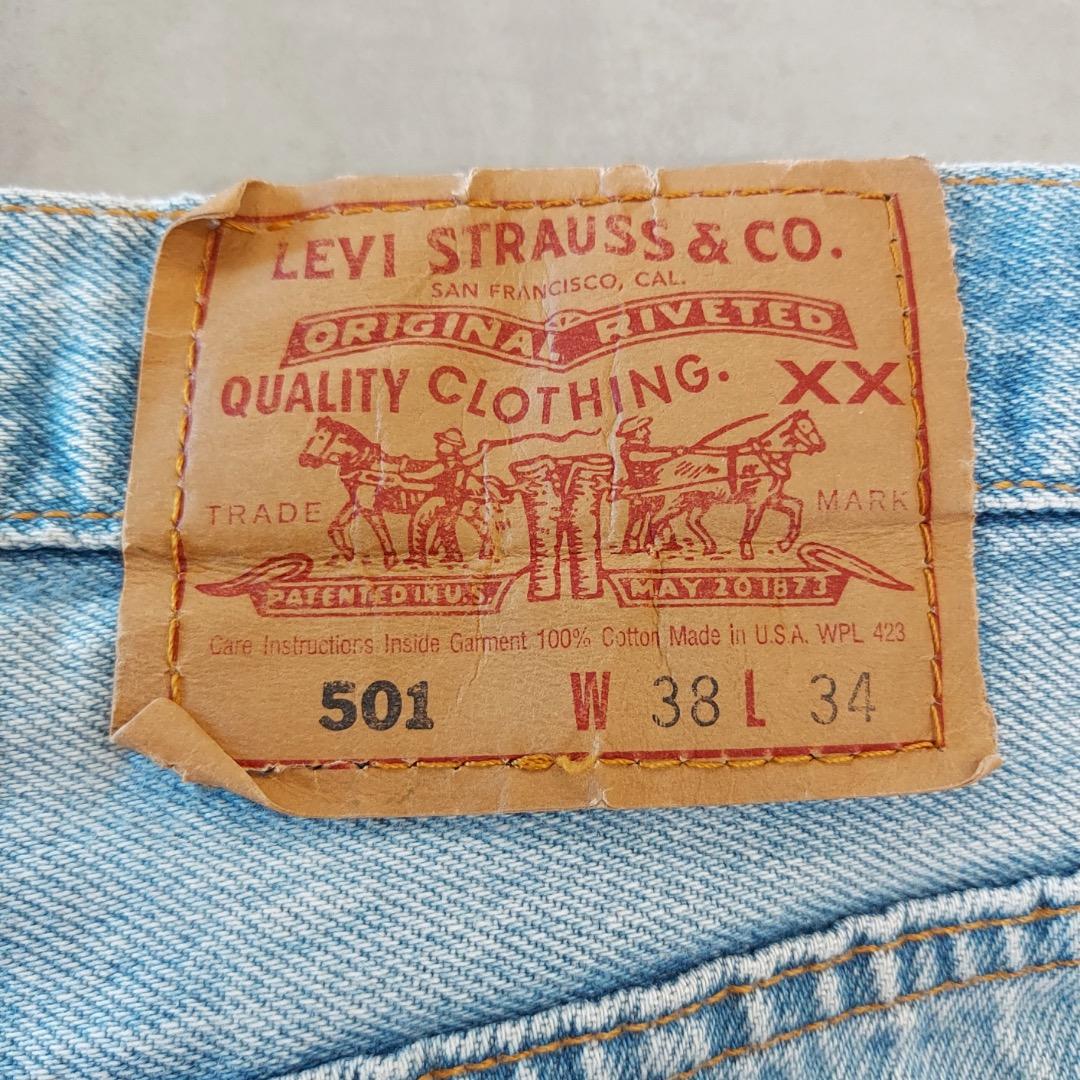 LEVI STRAUSS & CO.
SAN FRANCISCO, CAL.
ORIGINAL RIVETED
QUALITY CLOTHING. XX
TRADE MARK
PATENTED IN U.S. MAY 20 1873
Care Instructions Inside Garment 100% Cotton Made in U.S.A. WPL 423
501 W 38 L 34